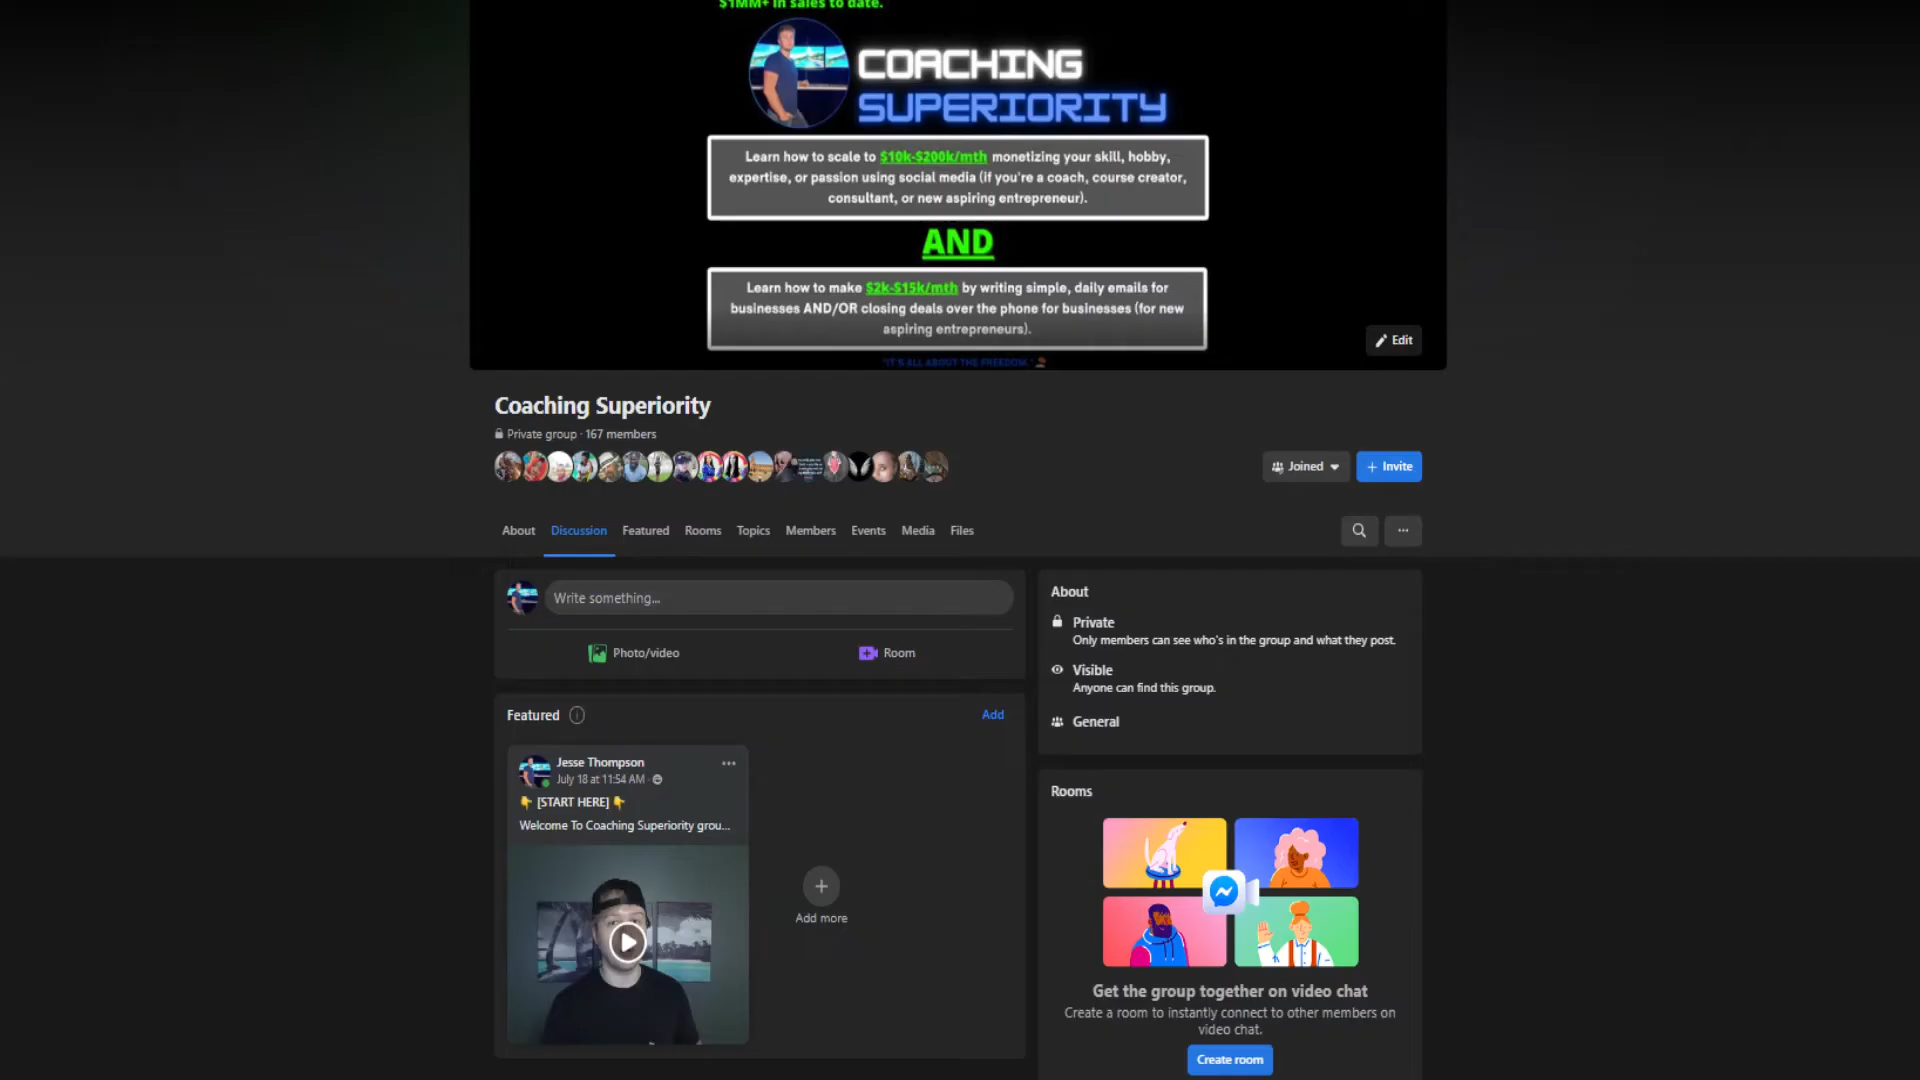 $1MM+ in sales to date.
COACHING
SUPERIORITY
Learn how to scale to $10k-$200k/mth monetizing your skill, hobby,
expertise, or passion using social media (if you're a coach, course creator,
consultant, or new aspiring entrepreneur).
AND
Learn how to make $2k-$15k/mth by writing simple, daily emails for
businesses AND/OR closing deals over the phone for businesses (for new
aspiring entrepreneurs).
"IT'S ALL ABOUT THE FREEDOM."
Edit
Coaching Superiority
Private group · 167 members
Joined
+ Invite
About Discussion Featured Rooms Topics Members Events Media Files
Write something...
Photo/video
Room
Featured
Add
Jesse Thompson
July 18 at 11:54 AM ·
👇 [START HERE] 👇
Welcome To Coaching Superiority grou...
Add more
About
Private
Only members can see who's in the group and what they post.
Visible
Anyone can find this group.
General
Rooms
Get the group together on video chat
Create a room to instantly connect to other members on
video chat.
Create room